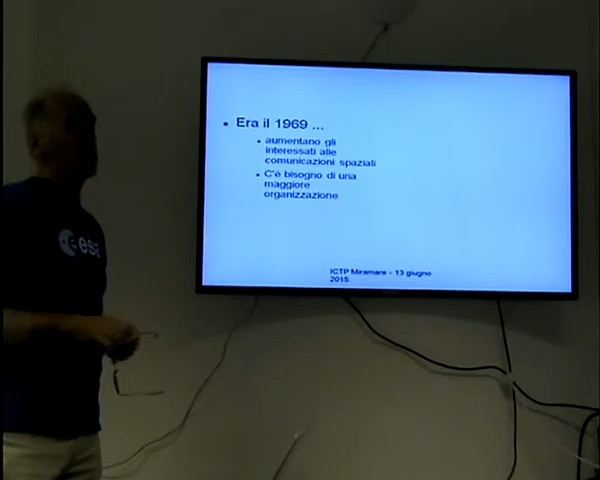 • Era il 1969 ...
• aumentano gli
interessati alle
comunicazioni spaziali
• C'è bisogno di una
maggiore
organizzazione
ICTP Miramare - 13 giugno
2015
esa